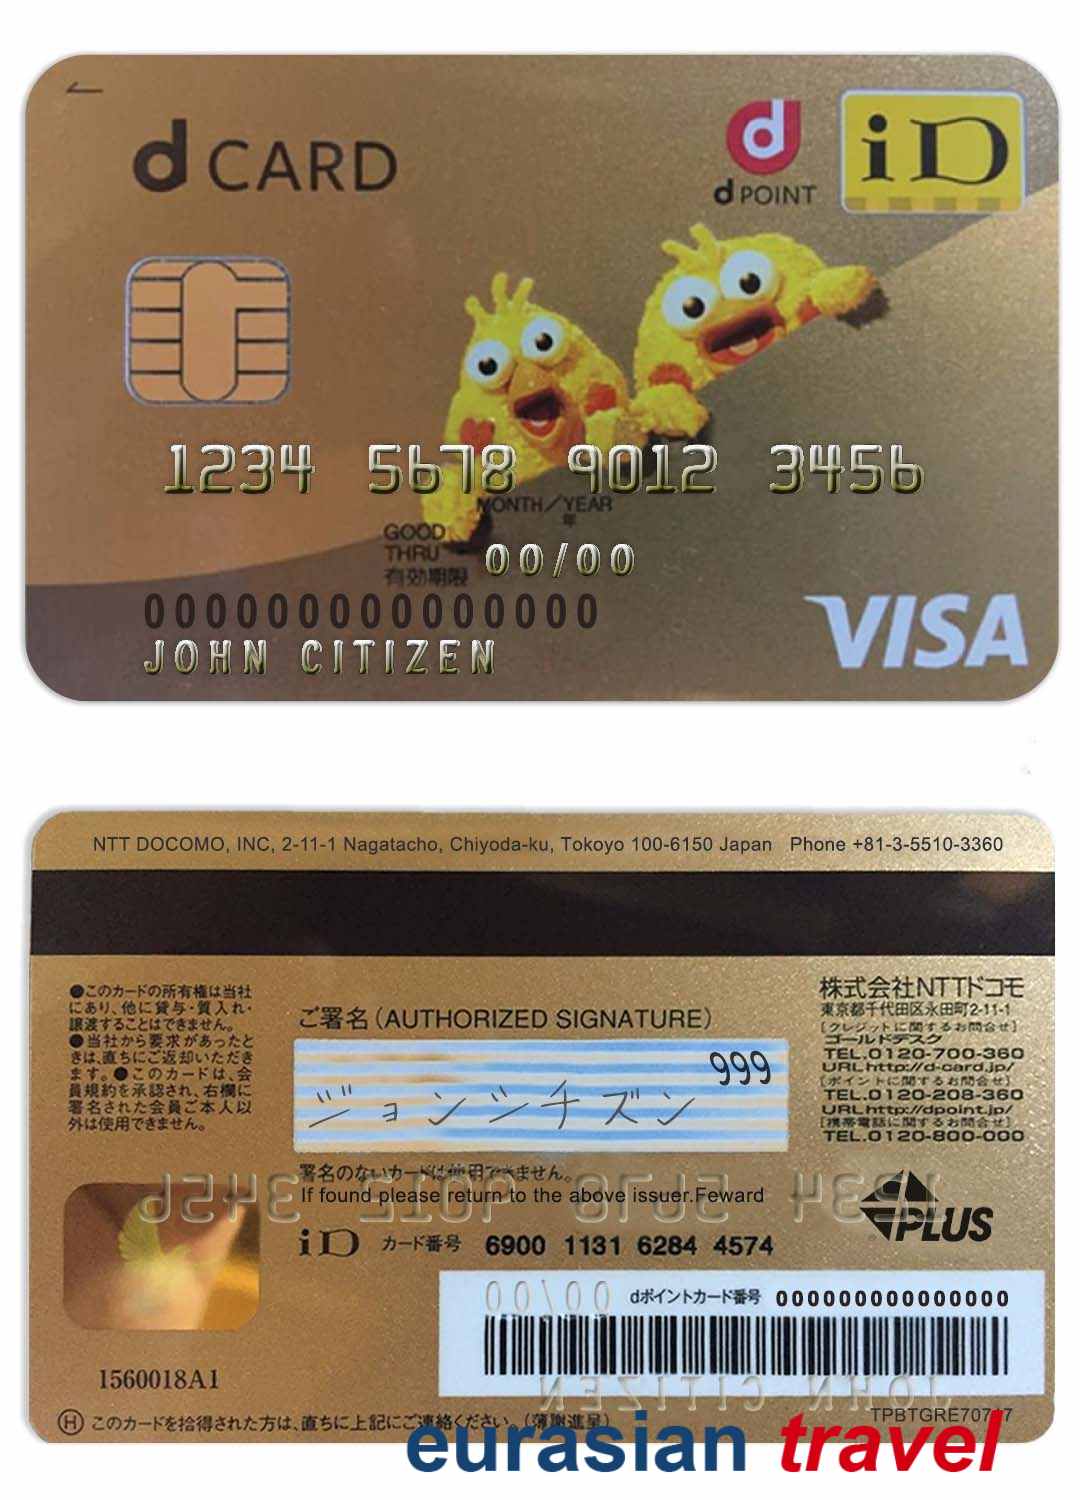 d CARD
d
d POINT
iD
1234 5678 9012 3456
MONTH/YEAR
年
GOOD
THRU
有効期限
00/00
000000000000000
JOHN CITIZEN
VISA
NTT DOCOMO, INC, 2-11-1 Nagatacho, Chiyoda-ku, Tokoyo 100-6150 Japan Phone +81-3-5510-3360
●このカードの所有権は当社
にあり、他に貸与・質入れ・
譲渡することはできません。
●当社から要求があったと
きは、直ちにご返却いただき
ます。●このカードは、会
員規約を承認され、右欄に
署名された会員ご本人以
外は使用できません。
ご署名(AUTHORIZED SIGNATURE)
999
ジョンシチズン
署名のないカードは使用できません。
If found please return to the above issuer.Feward
iD カード番号 6900 1131 6284 4574
株式会社NTTドコモ
東京都千代田区永田町2-11-1
[クレジットに関するお問合せ]
ゴールドデスク
TEL.0120-700-360
URLhttp://d-card.jp/
[ポイントに関するお問合せ]
TEL.0120-208-360
URLhttp://dpoint.jp/
[携帯電話に関するお問合せ]
TEL.0120-800-000
PLUS
00/00
dポイントカード番号 000000000000000
1560018A1
JOHN CITIZEN
Ⓗ このカードを拾得された方は、直ちに上記にご連絡ください。(薄謝進呈)
eurasian travel